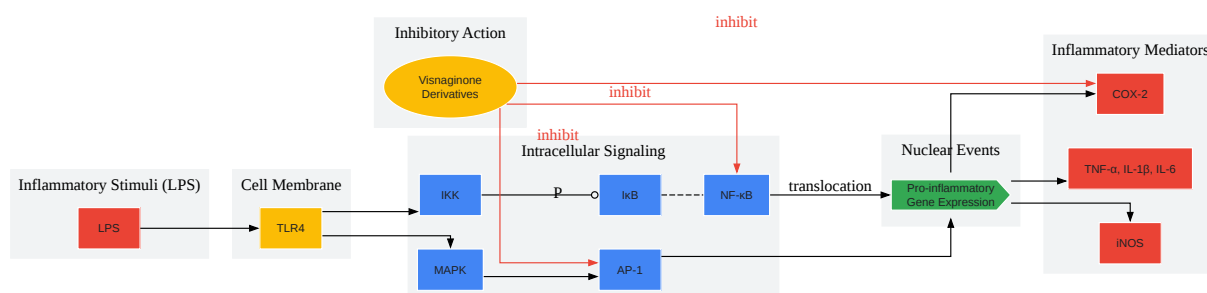 inhibit
Inhibitory Action
Visnaginone
Derivatives
inhibit
inhibit
Inflammatory Mediators
COX-2
Intracellular Signaling
Nuclear Events
TNF-α, IL-1β, IL-6
Inflammatory Stimuli (LPS)
Cell Membrane
IKK
P
IκB
NF-κB
translocation
Pro-inflammatory
Gene Expression
LPS
TLR4
iNOS
MAPK
AP-1